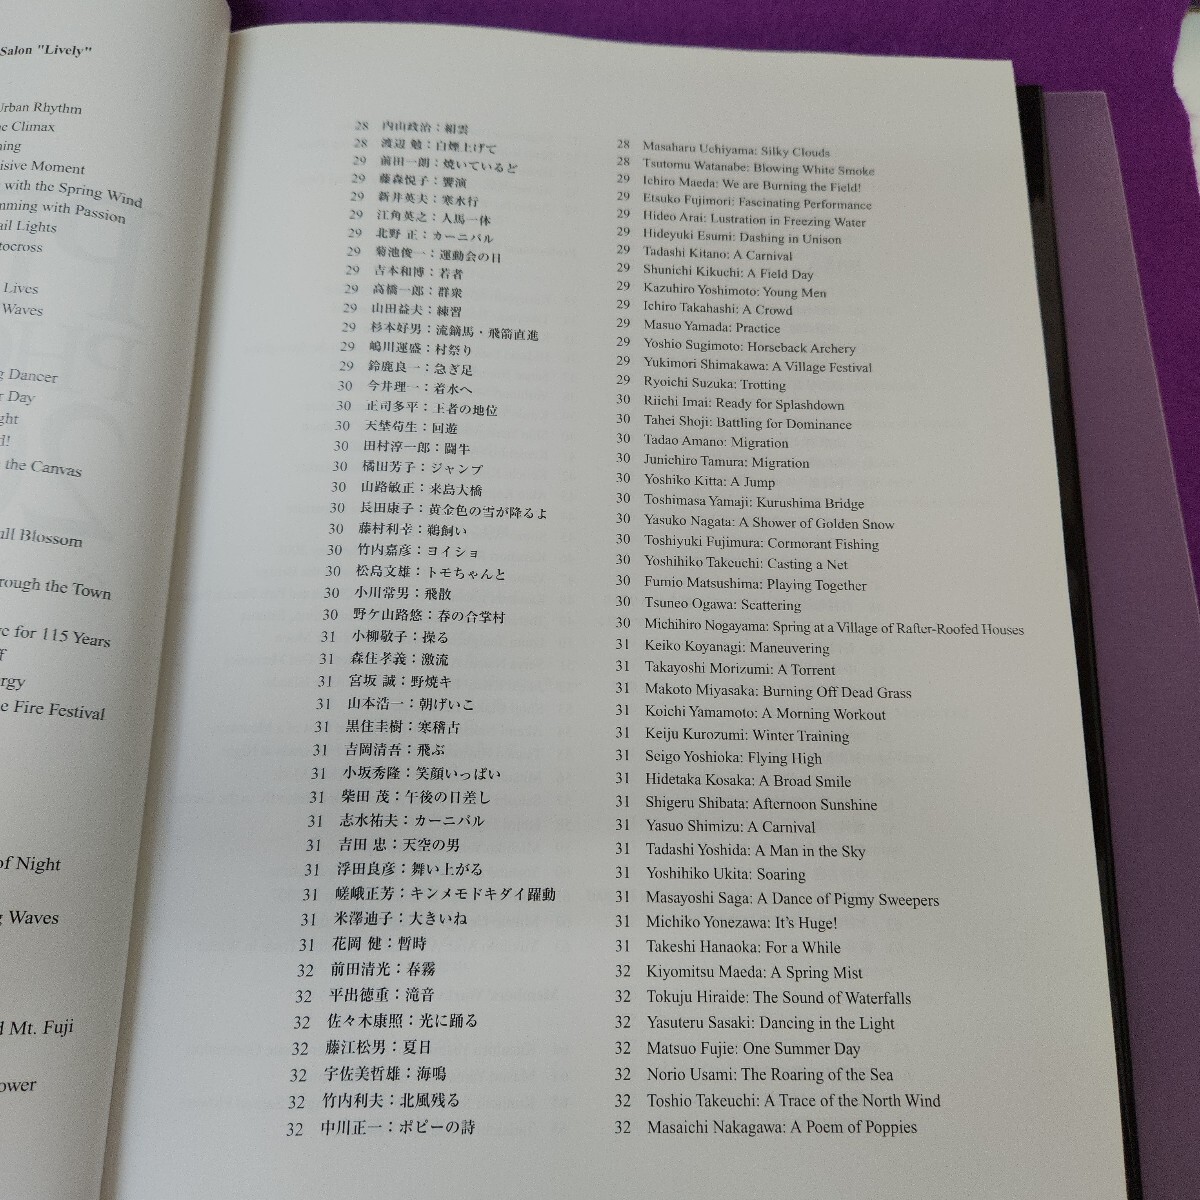 Salon "Lively"
Urban Rhythm
Climax
Moment
with the Spring Wind
with Passion
Lights
Lives
Waves
Dancer
Day
the Canvas
Blossom
through the Town
for 115 Years
Fire Festival
of Night
Waves
Mt. Fuji
28 内山政治：絹雲
28 渡辺 勉：白煙上げて
29 前田一朗：焼いているど
29 藤森悦子：饗演
29 新井英夫：寒水行
29 江角英之：人馬一体
29 北野 正：カーニバル
29 菊池俊一：運動会の日
29 吉本和博：若者
29 高橋一郎：群衆
29 山田益夫：練習
29 杉本好男：流鏑馬・飛箭直進
29 嶋川運盛：村祭り
29 鈴鹿良一：急ぎ足
30 今井理一：着水へ
30 正司多平：王者の地位
30 天埜荀生：回遊
30 田村淳一郎：闘牛
30 橘田芳子：ジャンプ
30 山路敏正：来島大橋
30 長田康子：黄金色の雪が降るよ
30 藤村利幸：鵜飼い
30 竹内嘉彦：ヨイショ
30 松島文雄：トモちゃんと
30 小川常男：飛散
30 野ケ山路悠：春の合掌村
31 小柳敬子：操る
31 森住孝義：激流
31 宮坂 誠：野焼キ
31 山本浩一：朝げいこ
31 黒住圭樹：寒稽古
31 吉岡清吾：飛ぶ
31 小坂秀隆：笑顔いっぱい
31 柴田 茂：午後の日差し
31 志水祐夫：カーニバル
31 吉田 忠：天空の男
31 浮田良彦：舞い上がる
31 嵯峨正芳：キンメモドキダイ躍動
31 米澤迪子：大きいね
31 花岡 健：暫時
32 前田清光：春霧
32 平出徳重：滝音
32 佐々木康照：光に踊る
32 藤江松男：夏日
32 宇佐美哲雄：海鳴
32 竹内利夫：北風残る
32 中川正一：ポピーの詩
28 Masaharu Uchiyama: Silky Clouds
28 Tsutomu Watanabe: Blowing White Smoke
29 Ichiro Maeda: We are Burning the Field!
29 Etsuko Fujimori: Fascinating Performance
29 Hideo Arai: Lustration in Freezing Water
29 Hideyuki Esumi: Dashing in Unison
29 Tadashi Kitano: A Carnival
29 Shunichi Kikuchi: A Field Day
29 Kazuhiro Yoshimoto: Young Men
29 Ichiro Takahashi: A Crowd
29 Masuo Yamada: Practice
29 Yoshio Sugimoto: Horseback Archery
29 Yukimori Shimakawa: A Village Festival
29 Ryoichi Suzuka: Trotting
30 Riichi Imai: Ready for Splashdown
30 Tahei Shoji: Battling for Dominance
30 Tadao Amano: Migration
30 Junichiro Tamura: Migration
30 Yoshiko Kitta: A Jump
30 Toshimasa Yamaji: Kurushima Bridge
30 Yasuko Nagata: A Shower of Golden Snow
30 Toshiyuki Fujimura: Cormorant Fishing
30 Yoshihiko Takeuchi: Casting a Net
30 Fumio Matsushima: Playing Together
30 Tsuneo Ogawa: Scattering
30 Michihiro Nogayama: Spring at a Village of Rafter-Roofed Houses
31 Keiko Koyanagi: Maneuvering
31 Takayoshi Morizumi: A Torrent
31 Makoto Miyasaka: Burning Off Dead Grass
31 Koichi Yamamoto: A Morning Workout
31 Keiju Kurozumi: Winter Training
31 Seigo Yoshioka: Flying High
31 Hidetaka Kosaka: A Broad Smile
31 Shigeru Shibata: Afternoon Sunshine
31 Yasuo Shimizu: A Carnival
31 Tadashi Yoshida: A Man in the Sky
31 Yoshihiko Ukita: Soaring
31 Masayoshi Saga: A Dance of Pigmy Sweepers
31 Michiko Yonezawa: It's Huge!
31 Takeshi Hanaoka: For a While
32 Kiyomitsu Maeda: A Spring Mist
32 Tokuju Hiraide: The Sound of Waterfalls
32 Yasuteru Sasaki: Dancing in the Light
32 Matsuo Fujie: One Summer Day
32 Norio Usami: The Roaring of the Sea
32 Toshio Takeuchi: A Trace of the North Wind
32 Masaichi Nakagawa: A Poem of Poppies